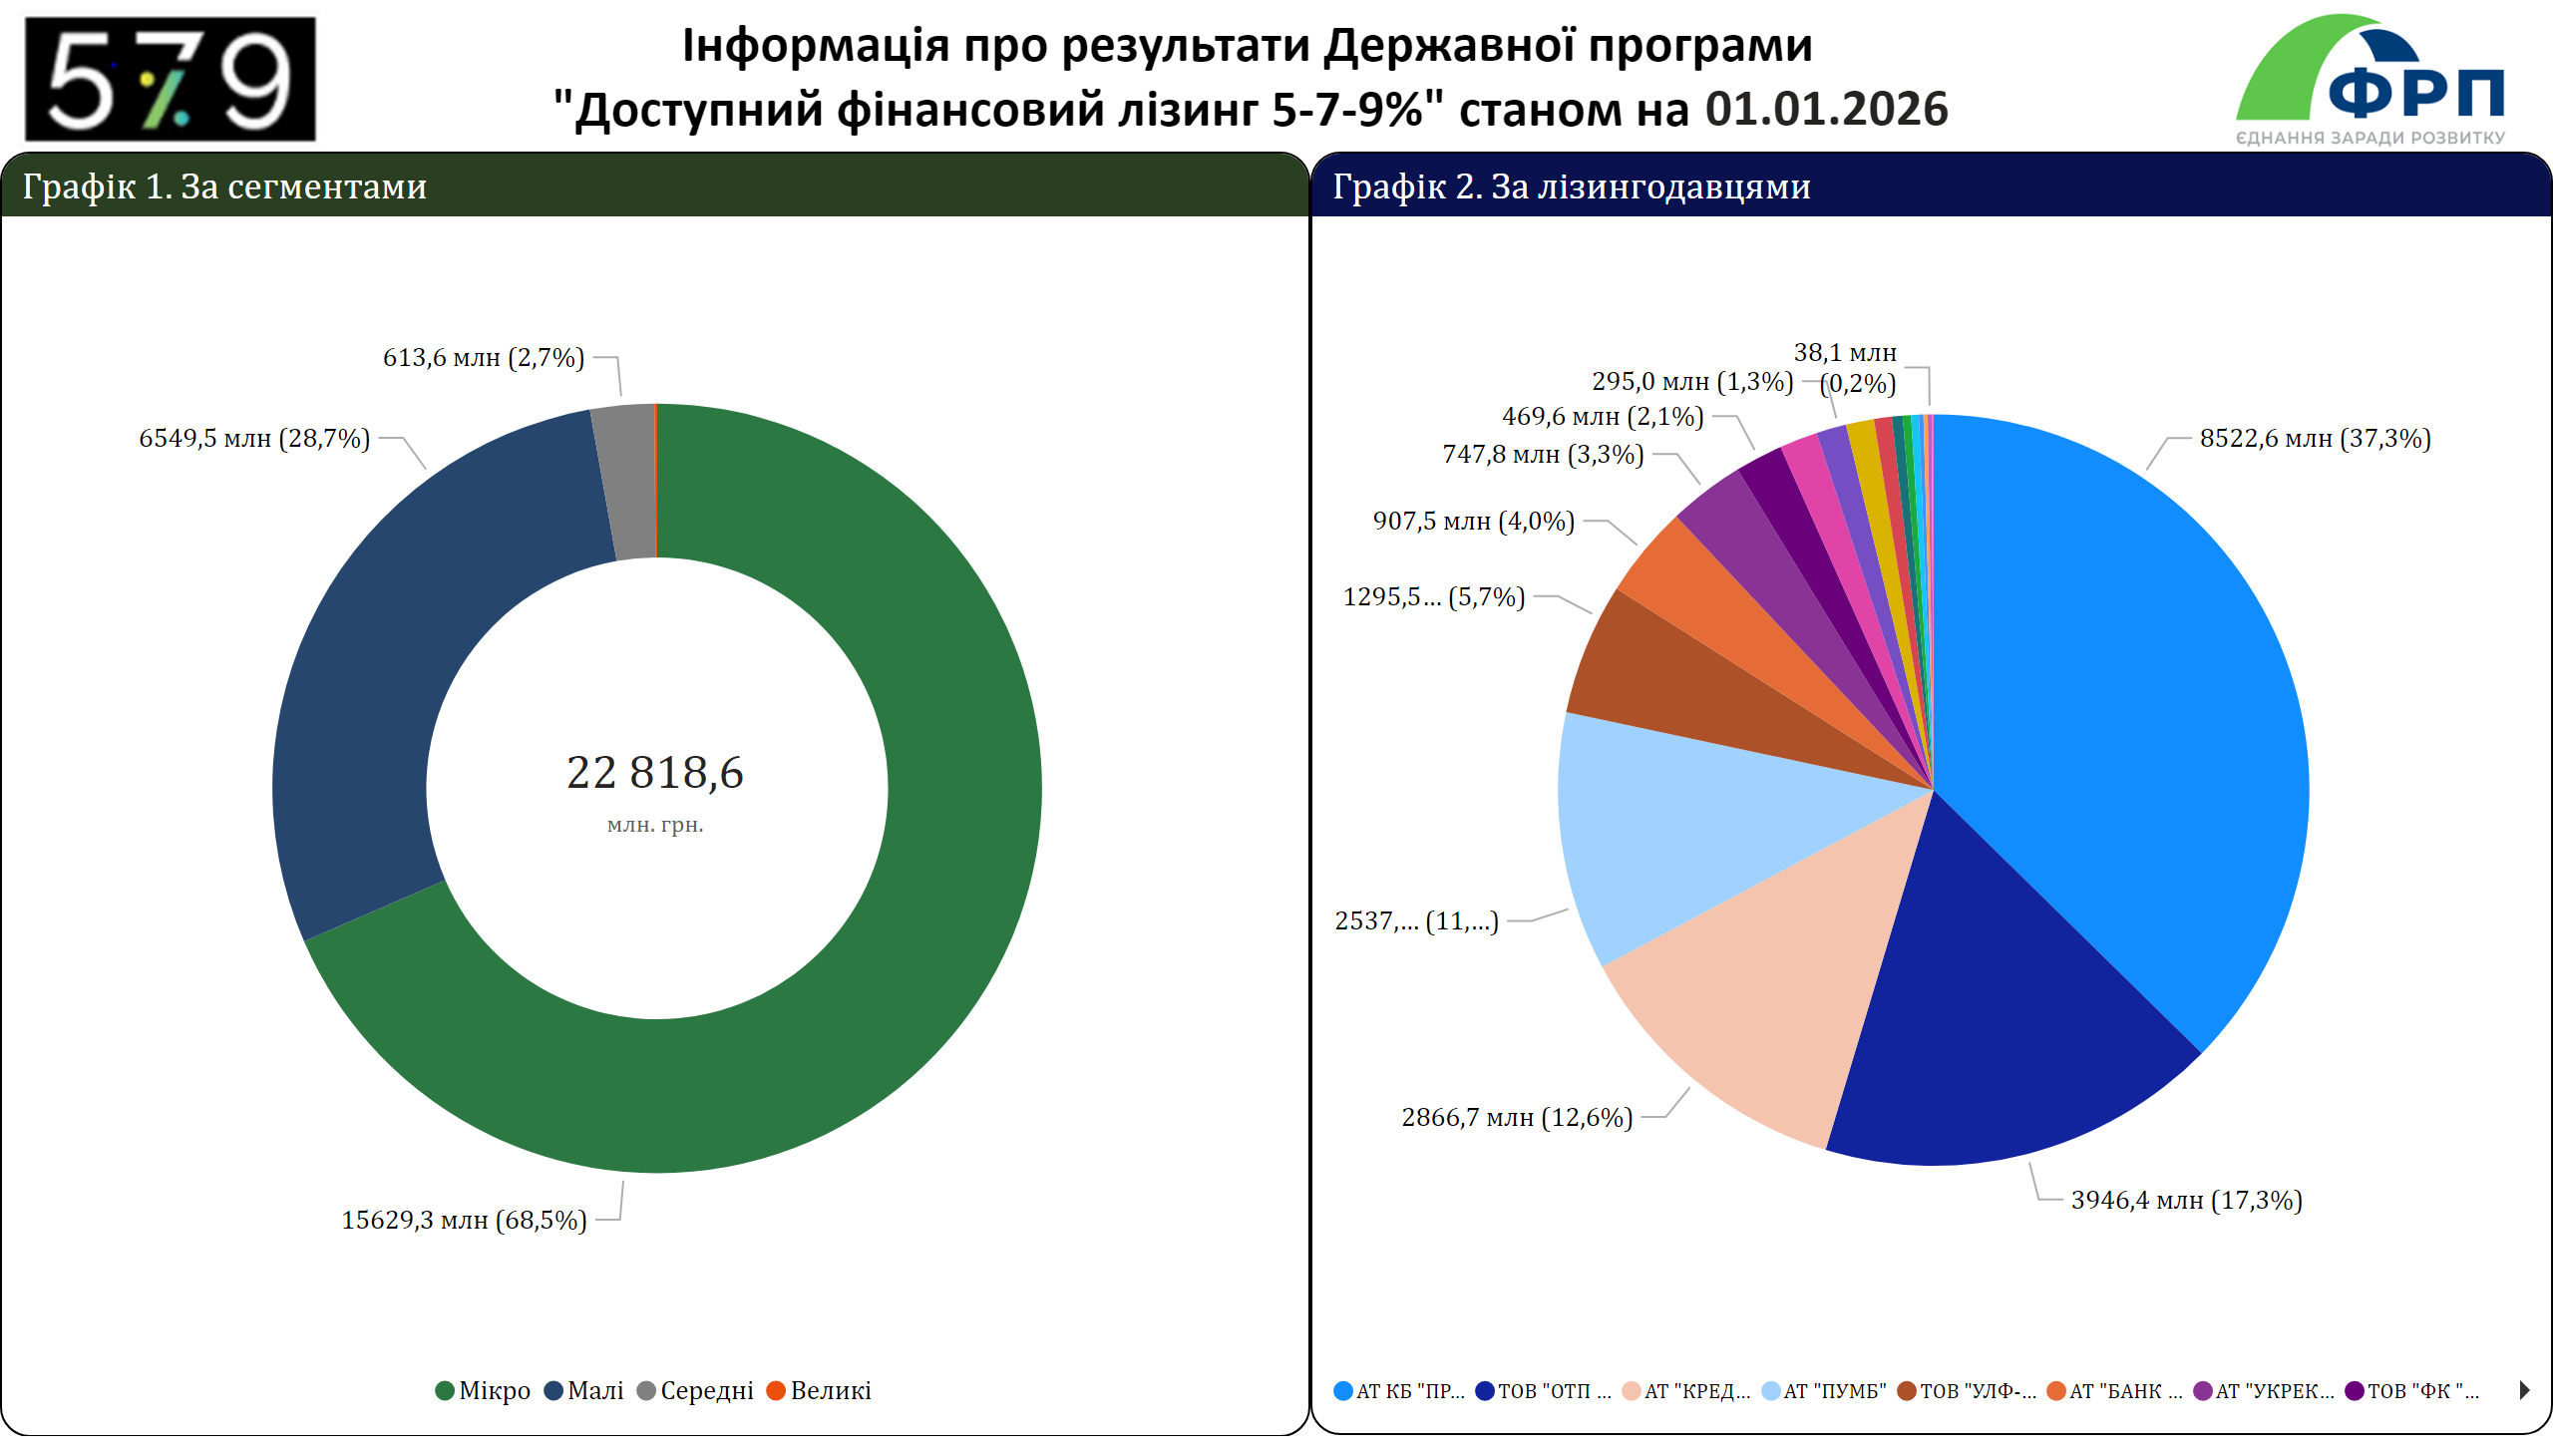 579
Інформація про результати Державної програми
"Доступний фінансовий лізинг 5-7-9%" станом на 01.01.2026
ФРП
ЄДНАННЯ ЗАРАДИ РОЗВИТКУ
Графік 1. За сегментами
613,6 млн (2,7%)
6549,5 млн (28,7%)
22 818,6
млн. грн.
15629,3 млн (68,5%)
Мікро Малі Середні Великі
Графік 2. За лізингодавцями
38,1 млн
(0,2%)
295,0 млн (1,3%)
469,6 млн (2,1%)
747,8 млн (3,3%)
907,5 млн (4,0%)
1295,5... (5,7%)
2537,... (11,...)
2866,7 млн (12,6%)
8522,6 млн (37,3%)
3946,4 млн (17,3%)
АТ КБ "ПР... ТОВ "ОТП ... АТ "КРЕД... АТ "ПУМБ" ТОВ "УЛФ-... АТ "БАНК ... АТ "УКРЕК... ТОВ "ФК "...